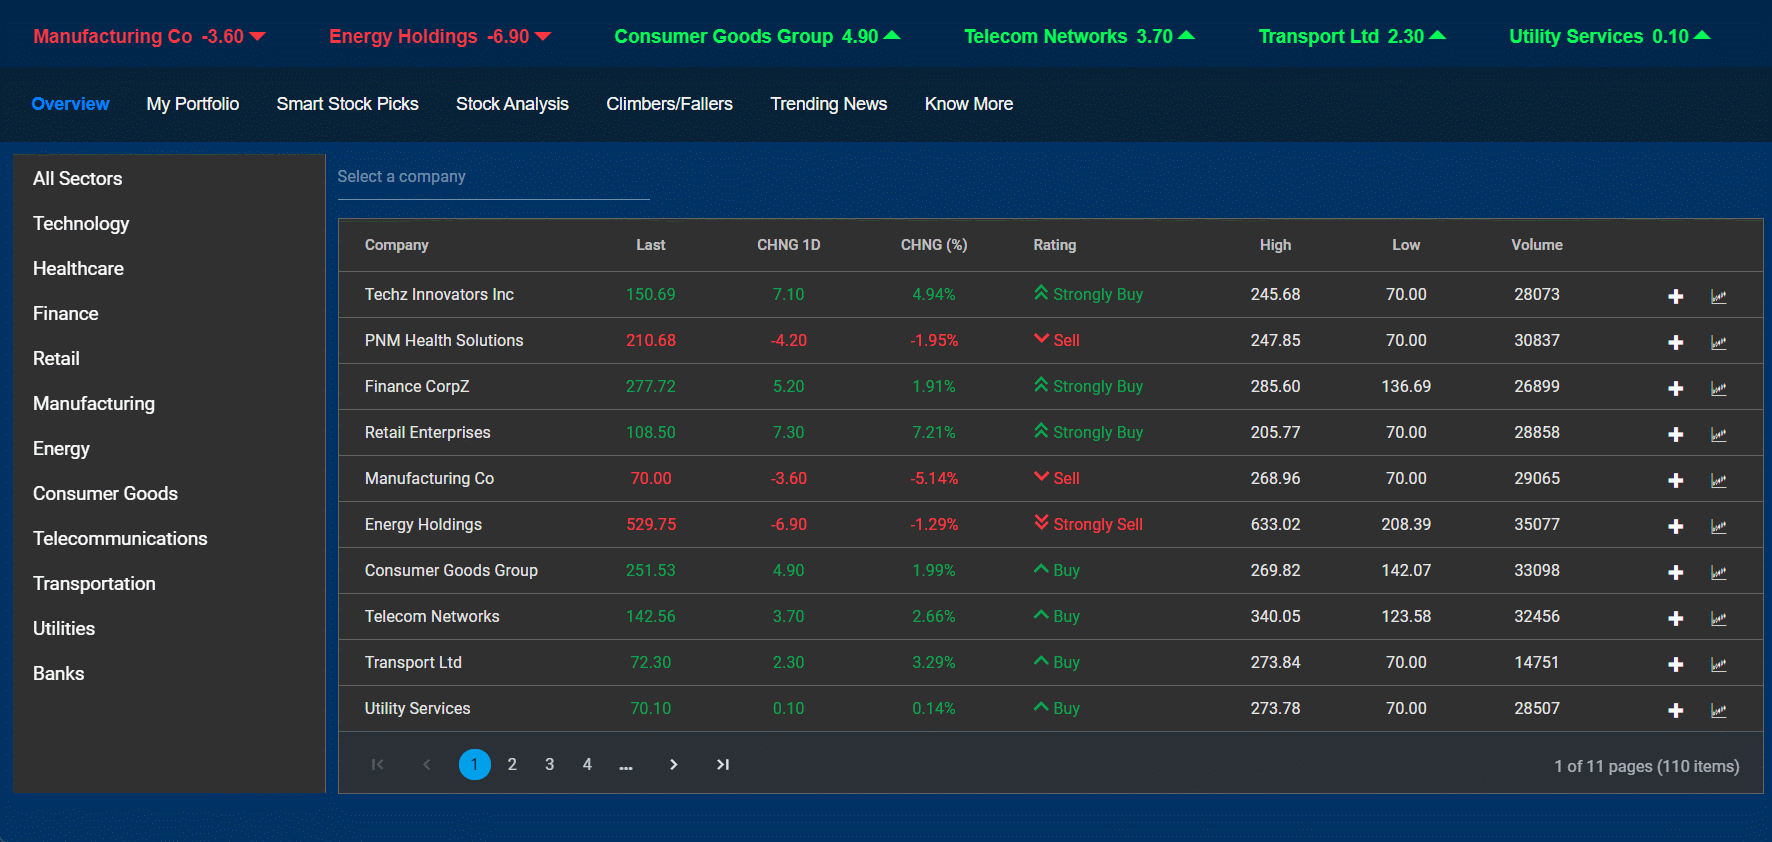 Manufacturing Co -3.60 Energy Holdings -6.90 Consumer Goods Group 4.90 Telecom Networks 3.70 Transport Ltd 2.30 Utility Services 0.10
Overview My Portfolio Smart Stock Picks Stock Analysis Climbers/Fallers Trending News Know More
All Sectors
Technology
Healthcare
Finance
Retail
Manufacturing
Energy
Consumer Goods
Telecommunications
Transportation
Utilities
Banks
Select a company
Company Last CHNG 1D CHNG (%) Rating High Low Volume
Techz Innovators Inc 150.69 7.10 4.94% Strongly Buy 245.68 70.00 28073
PNM Health Solutions 210.68 -4.20 -1.95% Sell 247.85 70.00 30837
Finance CorpZ 277.72 5.20 1.91% Strongly Buy 285.60 136.69 26899
Retail Enterprises 108.50 7.30 7.21% Strongly Buy 205.77 70.00 28858
Manufacturing Co 70.00 -3.60 -5.14% Sell 268.96 70.00 29065
Energy Holdings 529.75 -6.90 -1.29% Strongly Sell 633.02 208.39 35077
Consumer Goods Group 251.53 4.90 1.99% Buy 269.82 142.07 33098
Telecom Networks 142.56 3.70 2.66% Buy 340.05 123.58 32456
Transport Ltd 72.30 2.30 3.29% Buy 273.84 70.00 14751
Utility Services 70.10 0.10 0.14% Buy 273.78 70.00 28507
1 2 3 4 ... 1 of 11 pages (110 items)